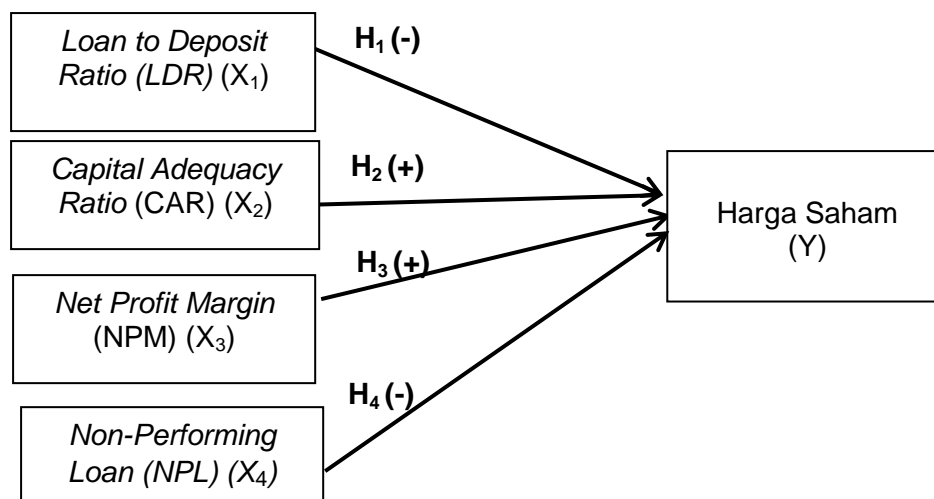 Loan to Deposit
Ratio (LDR) (X₁)
H₁ (-)
Capital Adequacy
Ratio (CAR) (X₂)
H₂ (+)
Harga Saham
(Y)
Net Profit Margin
(NPM) (X₃)
H₃ (+)
H₄ (-)
Non-Performing
Loan (NPL) (X₄)